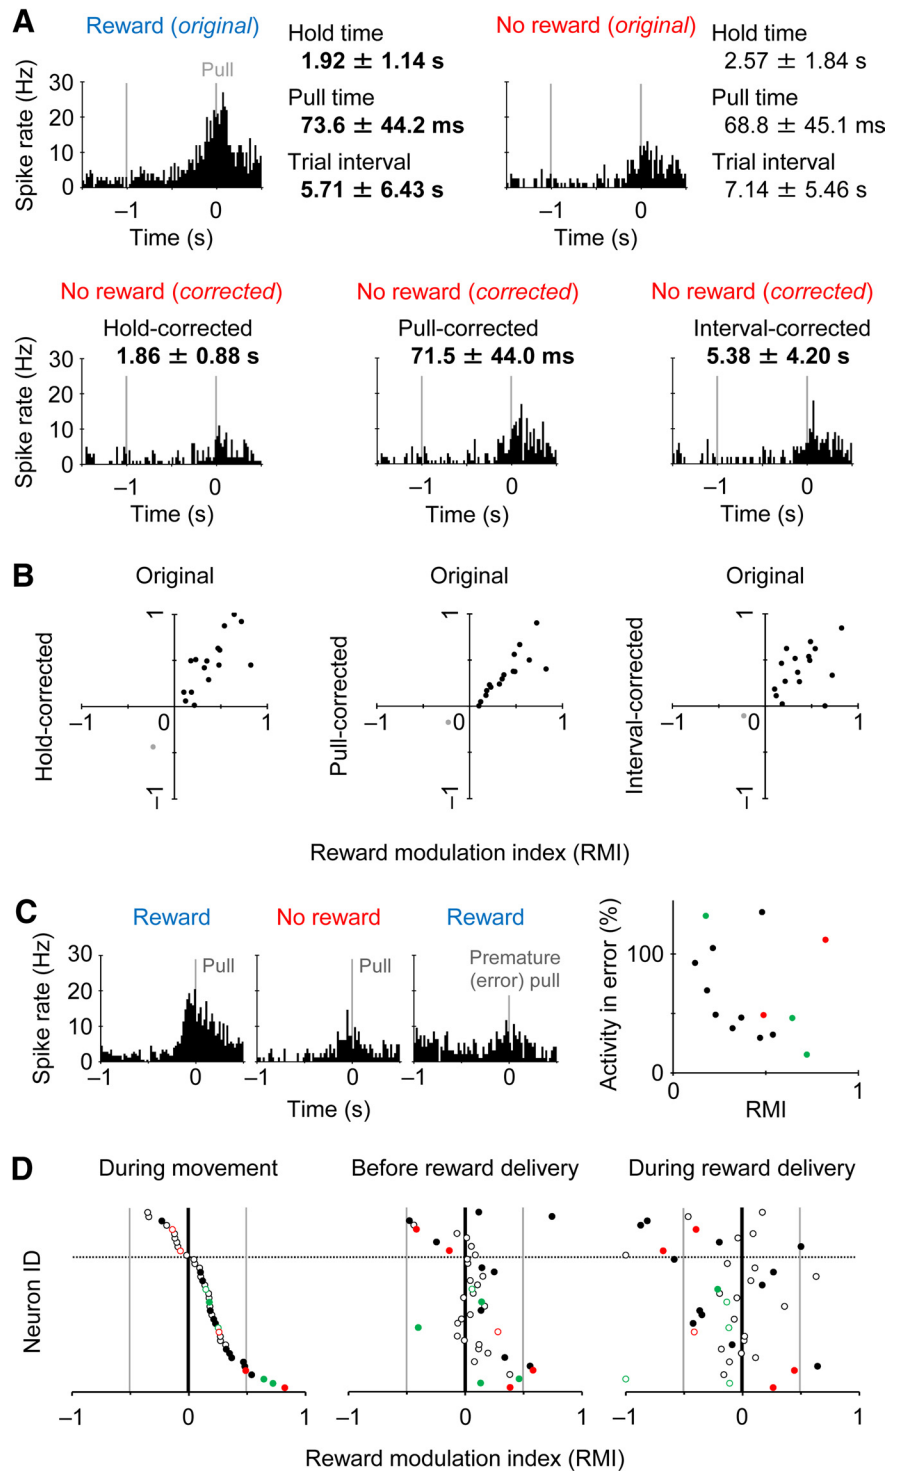 A
Reward (original)
Hold time
1.92 ± 1.14 s
Pull time
73.6 ± 44.2 ms
Trial interval
5.71 ± 6.43 s
Pull
Spike rate (Hz)
30
20
10
0
–1
0
Time (s)
No reward (original)
Hold time
2.57 ± 1.84 s
Pull time
68.8 ± 45.1 ms
Trial interval
7.14 ± 5.46 s
–1
0
Time (s)
No reward (corrected)
Hold-corrected
1.86 ± 0.88 s
Spike rate (Hz)
30
20
10
0
–1
0
Time (s)
No reward (corrected)
Pull-corrected
71.5 ± 44.0 ms
–1
0
Time (s)
No reward (corrected)
Interval-corrected
5.38 ± 4.20 s
–1
0
Time (s)
B
Original
Hold-corrected
1
–1
0
1
–1
Original
Pull-corrected
1
–1
0
1
–1
Original
Interval-corrected
1
–1
0
1
–1
Reward modulation index (RMI)
C
Reward
No reward
Reward
Spike rate (Hz)
30
20
10
0
Pull
Pull
Premature
(error) pull
–1
0
–1
0
–1
0
Time (s)
Activity in error (%)
100
0
0
1
RMI
D
During movement
Before reward delivery
During reward delivery
Neuron ID
–1
0
1
–1
0
1
–1
0
1
Reward modulation index (RMI)